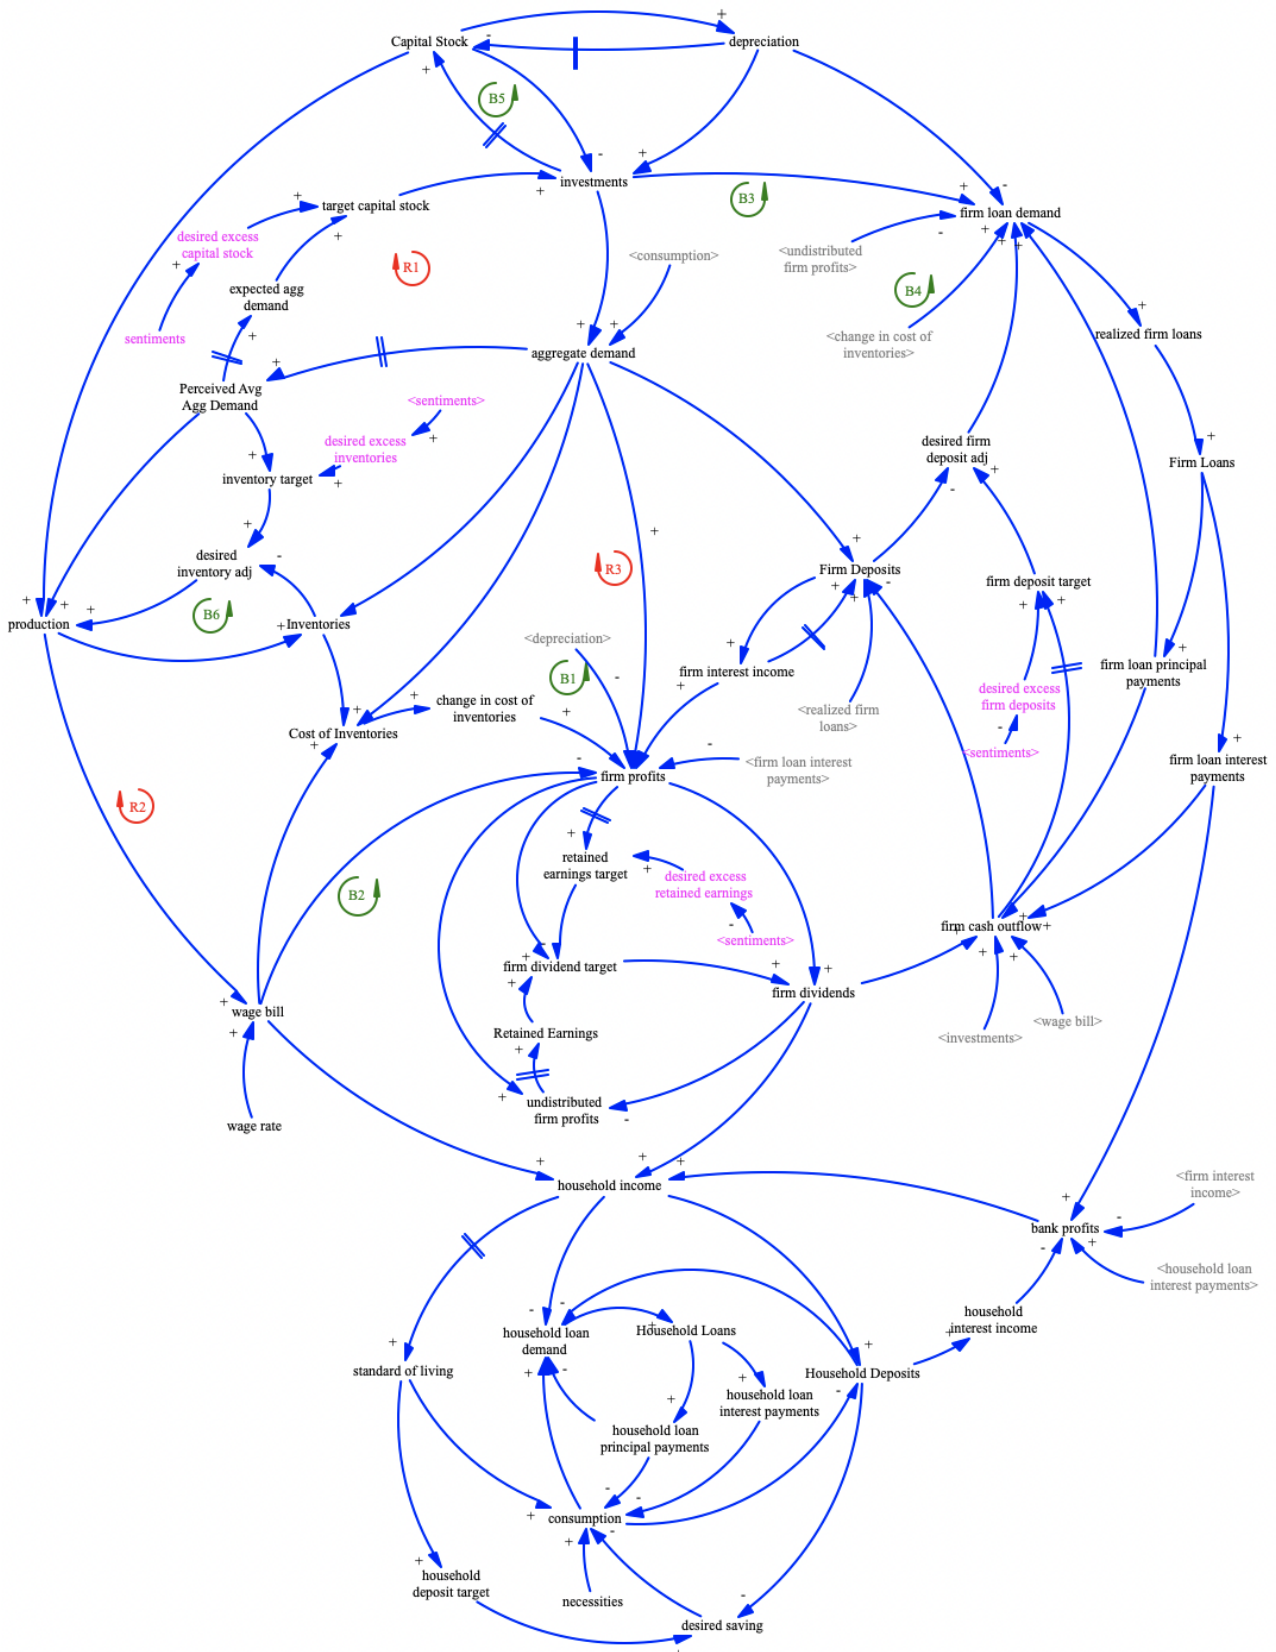 Capital Stock
depreciation
B5
investments
B3
target capital stock
firm loan demand
desired excess
capital stock
<consumption>
<undistributed
firm profits>
R1
B4
expected agg
demand
sentiments
<change in cost of
inventories>
realized firm loans
aggregate demand
Perceived Avg
Agg Demand
<sentiments>
desired excess
inventories
desired firm
deposit adj
Firm Loans
inventory target
desired
inventory adj
R3
Firm Deposits
firm deposit target
B6
production
Inventories
<depreciation>
B1
firm interest income
firm loan principal
payments
desired excess
firm deposits
change in cost of
inventories
<realized firm
loans>
Cost of Inventories
<sentiments>
firm profits
<firm loan interest
payments>
firm loan interest
payments
R2
retained
earnings target
desired excess
retained earnings
B2
<sentiments>
firm cash outflow
firm dividend target
firm dividends
wage bill
Retained Earnings
<investments>
<wage bill>
wage rate
undistributed
firm profits
household income
<firm interest
income>
bank profits
<household loan
interest payments>
household
interest income
household loan
demand
Household Loans
standard of living
Household Deposits
household loan
interest payments
household loan
principal payments
consumption
household
deposit target
necessities
desired saving